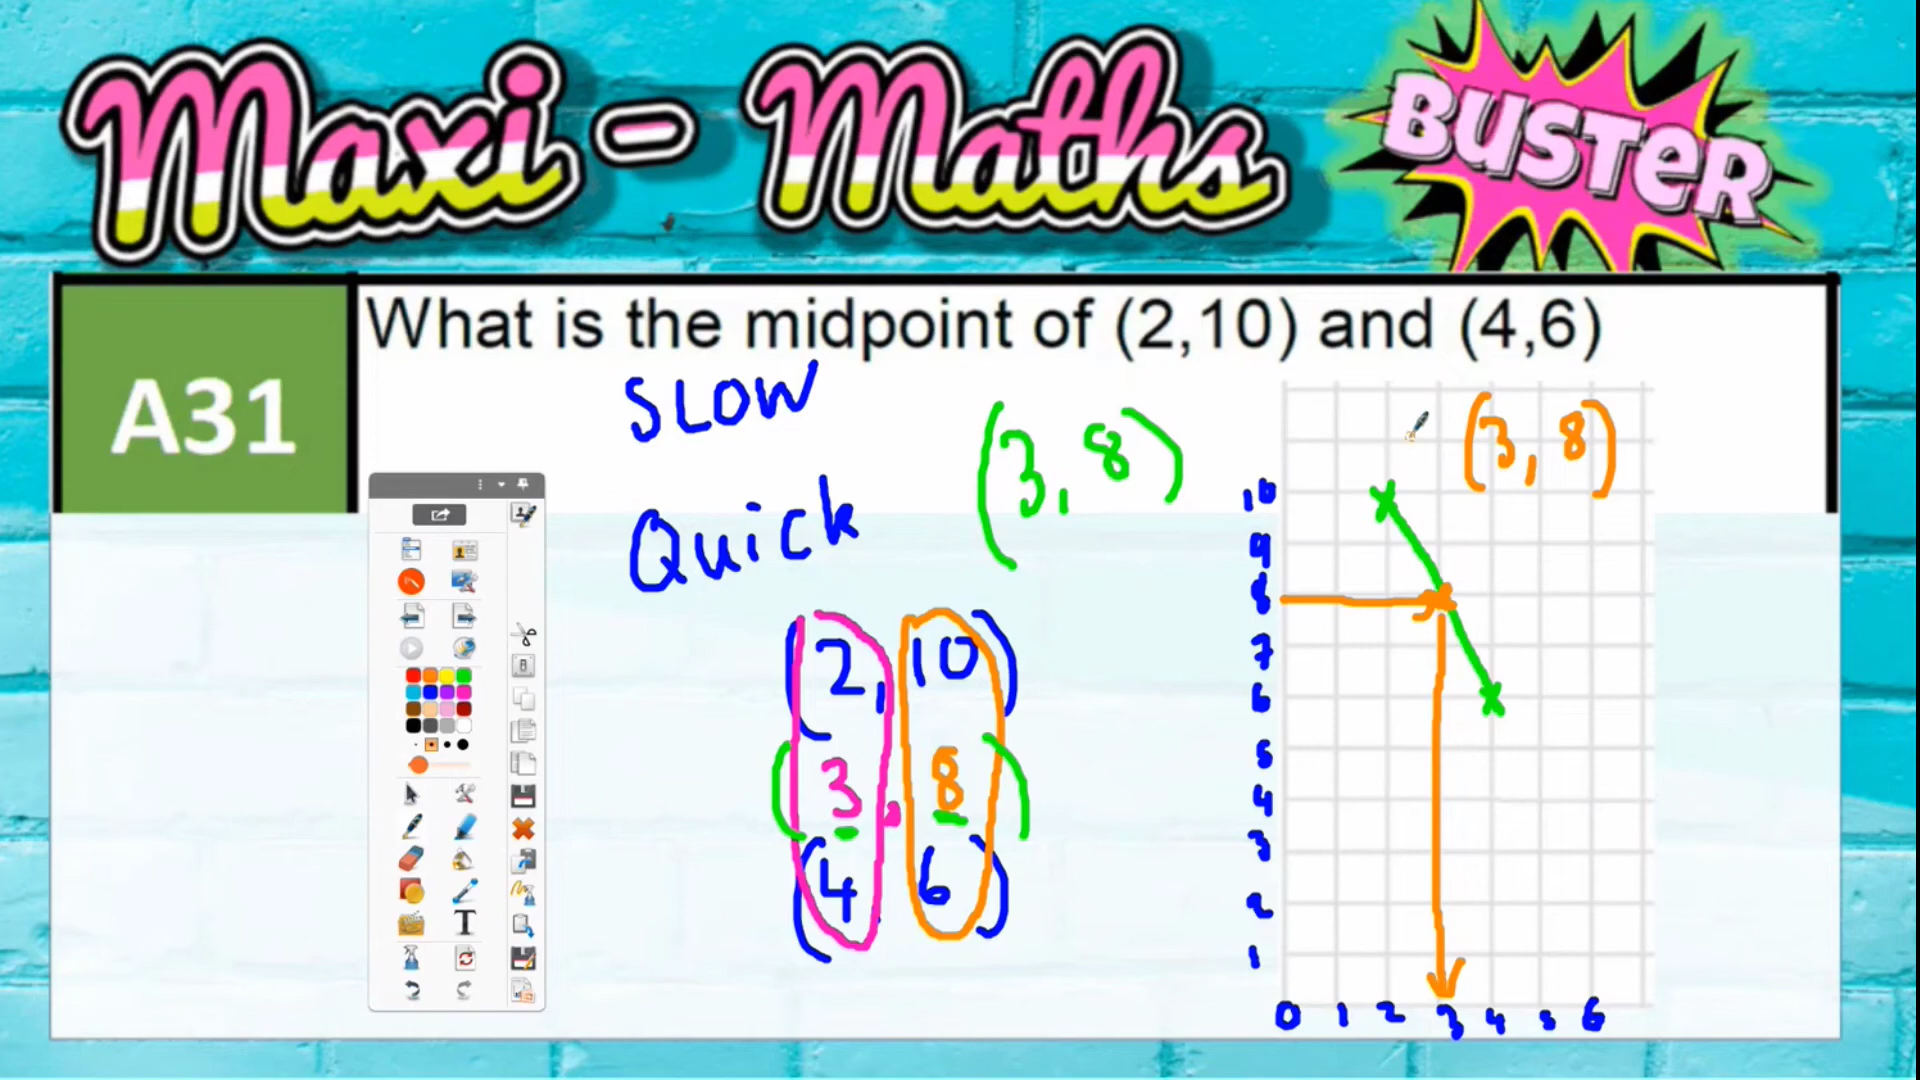 Maxi - Maths BUSTER
A31
What is the midpoint of (2,10) and (4,6)
SLOW
(3, 8)
(3, 8)
Quick
(2, 10)
(3, 8)
(4, 6)
10
9
8
7
6
5
4
3
2
1
0 1 2 3 4 5 6
T